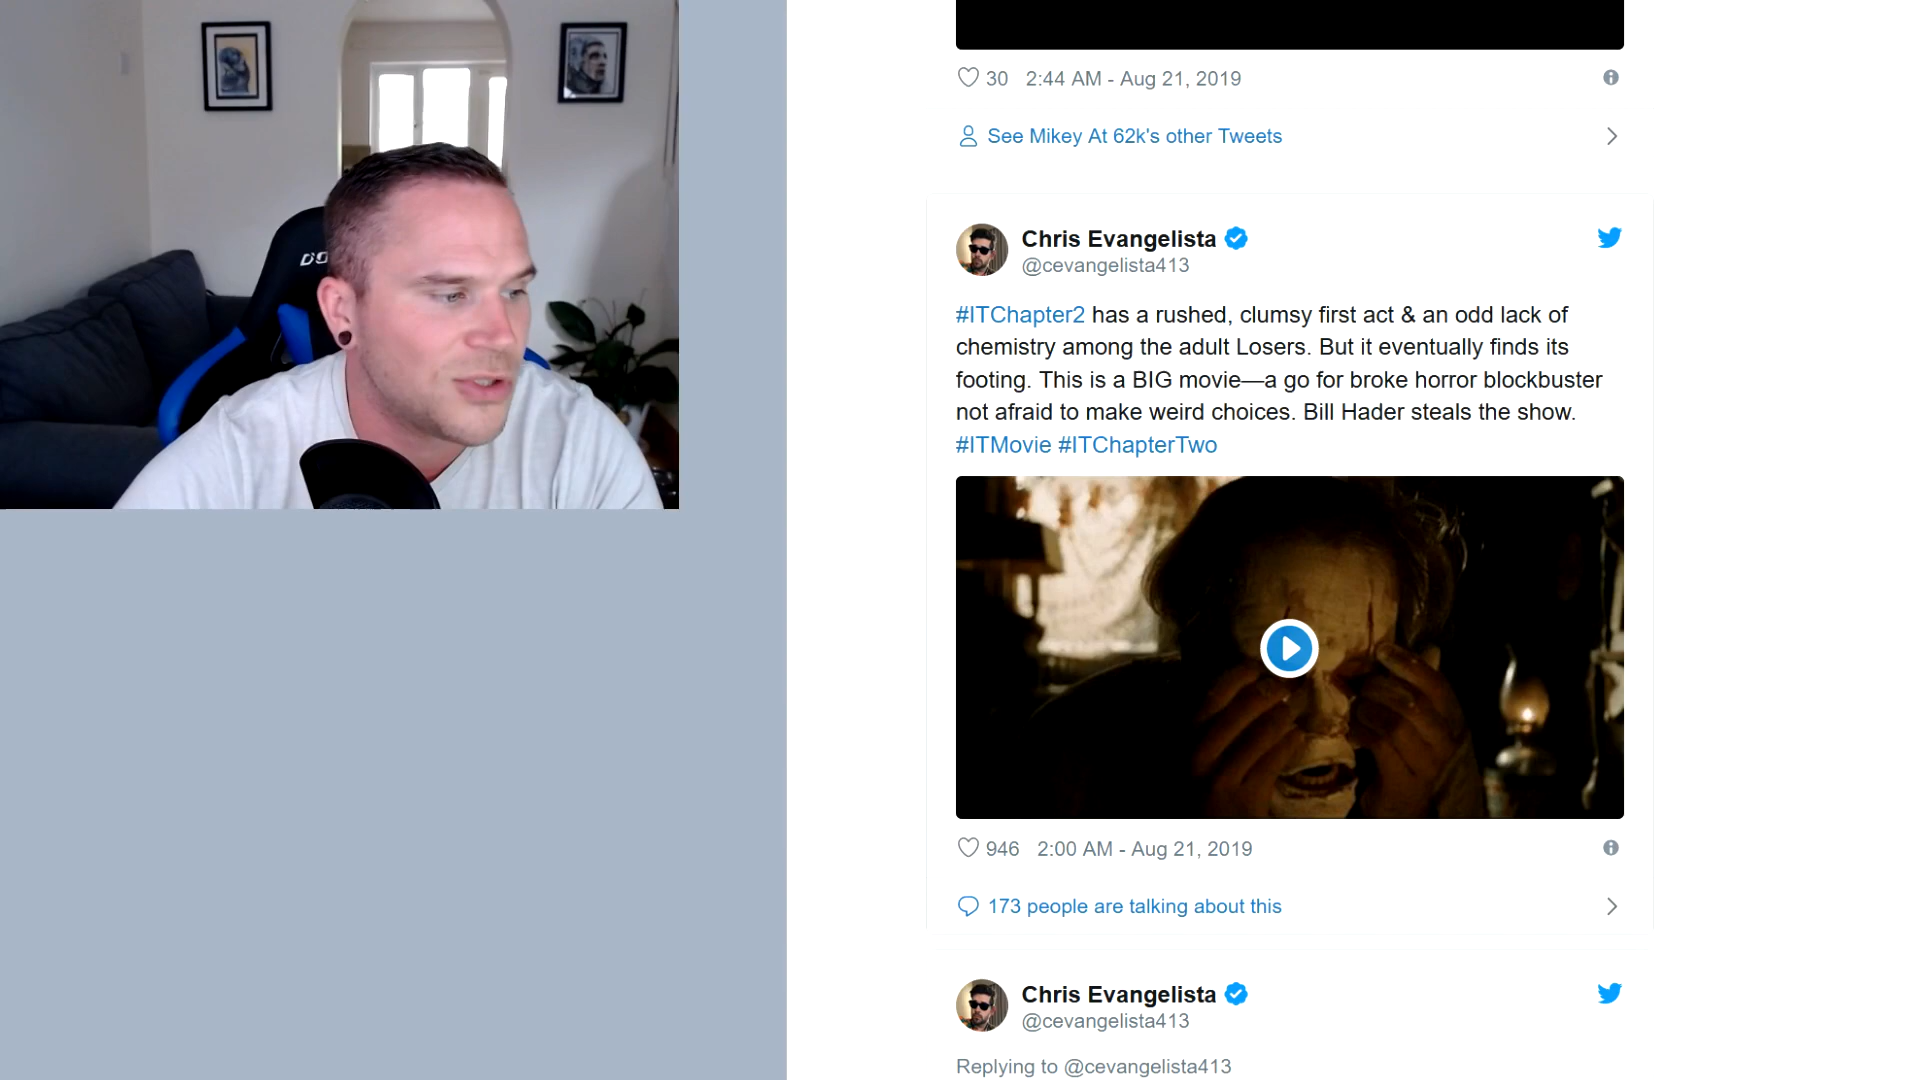 30 2:44 AM - Aug 21, 2019
See Mikey At 62k's other Tweets
Chris Evangelista
@cevangelista413
#ITChapter2 has a rushed, clumsy first act & an odd lack of
chemistry among the adult Losers. But it eventually finds its
footing. This is a BIG movie—a go for broke horror blockbuster
not afraid to make weird choices. Bill Hader steals the show.
#ITMovie #ITChapterTwo
946 2:00 AM - Aug 21, 2019
173 people are talking about this
Chris Evangelista
@cevangelista413
Replying to @cevangelista413